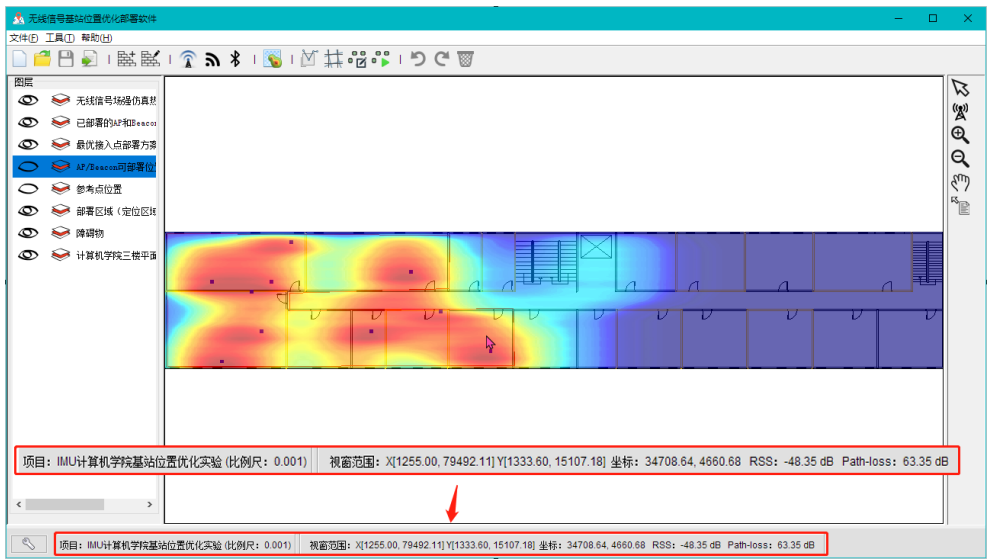 无线信号基站位置优化部署软件
文件(F) 工具(T) 帮助(H)
图层
无线信号场强仿真热
已部署的AP和Beacon
最优接入点部署方案
AP/Beacon可部署位
参考点位置
部署区域（定位区域
障碍物
计算机学院三楼平面
项目：IMU计算机学院基站位置优化实验 (比例尺：0.001) 视窗范围：X[1255.00, 79492.11] Y[1333.60, 15107.18] 坐标：34708.64, 4660.68 RSS：-48.35 dB Path-loss：63.35 dB
项目：IMU计算机学院基站位置优化实验 (比例尺：0.001) 视窗范围：X[1255.00, 79492.11] Y[1333.60, 15107.18] 坐标：34708.64, 4660.68 RSS：-48.35 dB Path-loss：63.35 dB